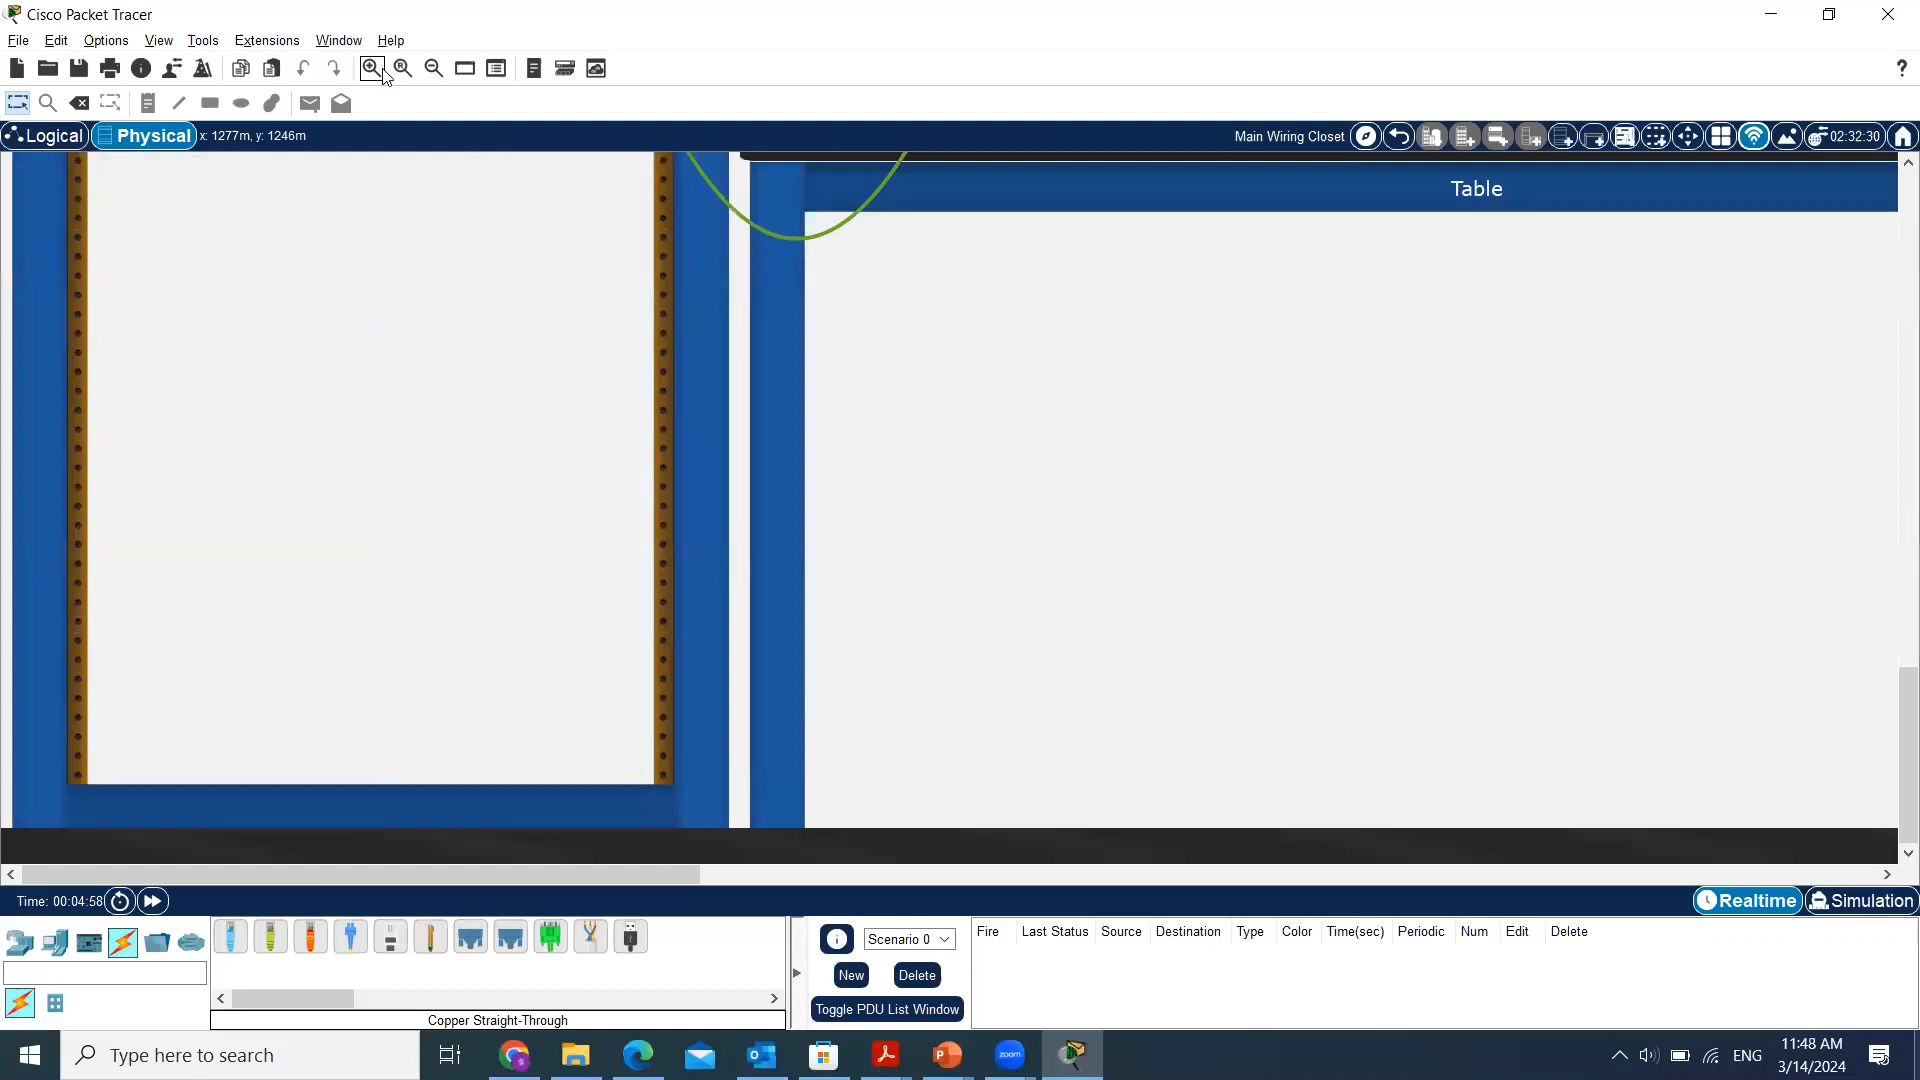 Cisco Packet Tracer
File Edit Options View Tools Extensions Window Help
?
Logical Physical x: 1277m, y: 1246m Main Wiring Closet 02:32:30
Table
Time: 00:04:58 Realtime Simulation
Scenario 0
New Delete
Toggle PDU List Window
Fire Last Status Source Destination Type Color Time(sec) Periodic Num Edit Delete
Copper Straight-Through
Type here to search
zoom
ENG
11:48 AM
3/14/2024